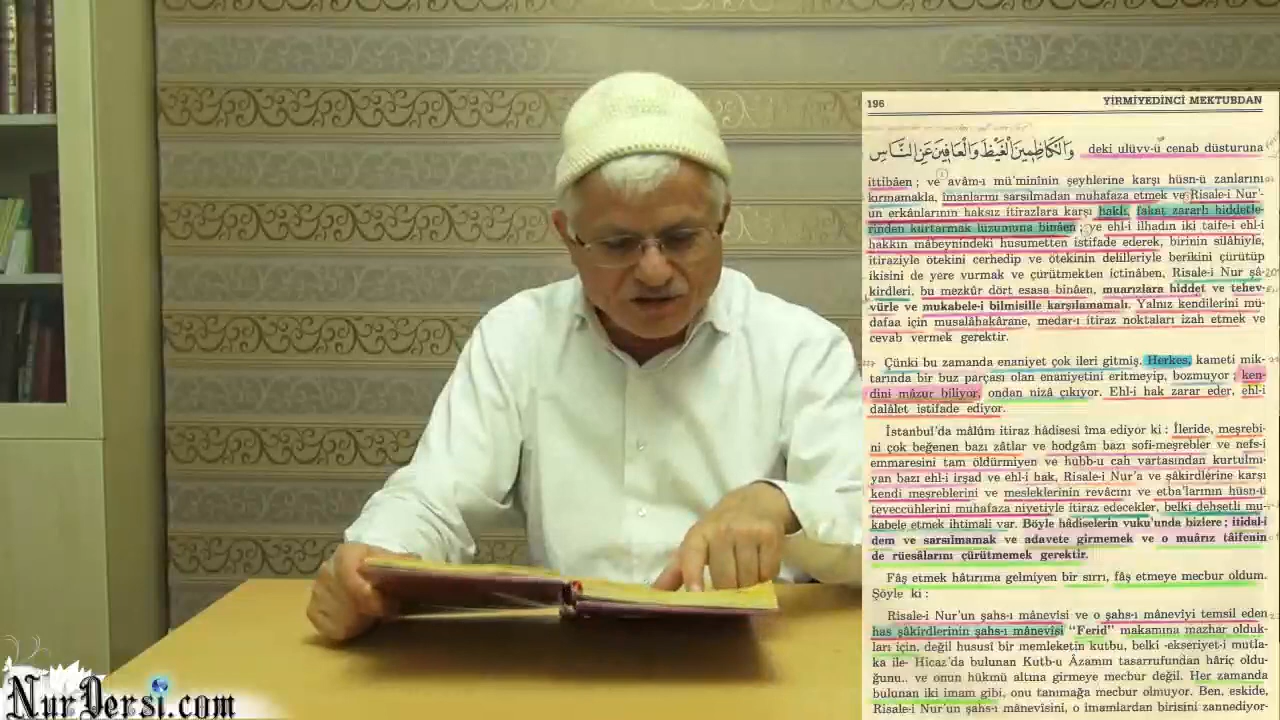 196 YİRMİYEDİNCİ MEKTUBDAN
وَالْكَاظِمِينَ الْغَيْظَ وَالْعَافِينَ عَنِ النَّاسِ deki ulüvv-ü cenab düsturuna
ittibâen ; ve avâm-ı mü'minînin şeyhlerine karşı hüsn-ü zanlarını
kırmamakla, imanlarını sarsılmadan muhafaza etmek ve Risale-i Nur'-
un erkânlarının haksız itirazlara karşı haklı, fakat zararlı hiddetle-
rinden kurtarmak lüzumuna binâen ; ve ehl-i ilhadın iki taife-i ehl-i
hakkın mâbeynindeki husumetten istifade ederek, birinin silâhiyle,
itiraziyle ötekini cerhedip ve ötekinin delilleriyle berikini çürütüp
ikisini de yere vurmak ve çürütmekten ictinâben, Risale-i Nur şâ-
kirdleri, bu mezkûr dört esasa binâen, muarızlara hiddet ve tehev-
vürle ve mukabele-i bilmisille karşılamamalı. Yalnız kendilerini mü-
dafaa için musalâhakârane, medar-ı itiraz noktaları izah etmek ve
cevab vermek gerektir.
Çünki bu zamanda enaniyet çok ileri gitmiş. Herkes, kameti mik-
tarında bir buz parçası olan enaniyetini eritmeyip, bozmuyor ; ken-
dini mâzur biliyor, ondan nizâ çıkıyor. Ehl-i hak zarar eder, ehl-i
dalâlet istifade ediyor.
İstanbul'da mâlûm itiraz hâdisesi îma ediyor ki : İleride, meşrebi-
ni çok beğenen bazı zâtlar ve hodgâm bazı sofi-meşrebler ve nefs-i
emmaresini tam öldürmiyen ve hubb-u cah vartasından kurtulmı-
yan bazı ehl-i irşad ve ehl-i hak, Risale-i Nur'a ve şâkirdlerine karşı
kendi meşreblerini ve mesleklerinin revâcını ve etba'larının hüsn-ü
teveccühlerini muhafaza niyetiyle itiraz edecekler, belki dehşetli mu-
kabele etmek ihtimali var. Böyle hâdiselerin vuku'unda bizlere ; itidal-i
dem ve sarsılmamak ve adavete girmemek ve o muârız tâifenin
de rüesâlarını çürütmemek gerektir.
Fâş etmek hâtırıma gelmiyen bir sırrı, fâş etmeye mecbur oldum.
Şöyle ki :
Risale-i Nur'un şahs-ı mânevisi ve o şahs-ı mâneviyi temsil eden
has şâkirdlerinin şahs-ı mânevîsi "Ferid" makamına mazhar olduk-
ları için, değil hususî bir memleketin kutbu, belki -ekseriyet-i mutla-
ka ile- Hicaz'da bulunan Kutb-u Âzamın tasarrufundan hâriç oldu-
ğunu.. ve onun hükmü altına girmeye mecbur değil. Her zamanda
bulunan iki imam gibi, onu tanımağa mecbur olmuyor. Ben, eskide,
Risale-i Nur'un şahs-ı mânevisini, o imamlardan birisini zannediyor-
NurDersi.com